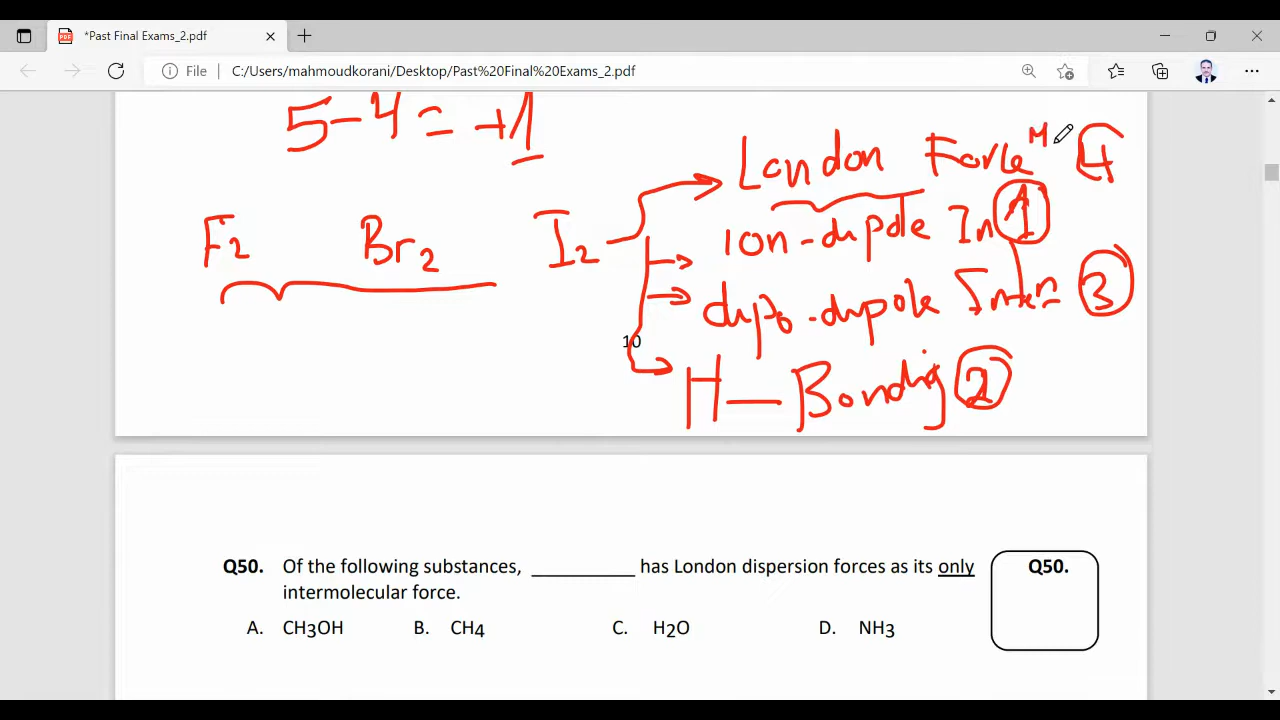 *Past Final Exams_2.pdf
File C:/Users/mahmoudkorani/Desktop/Past%20Final%20Exams_2.pdf
5-4 = +1
London Force M 4
F2 Br2 I2
Ion-dipole In 1
dipo-dipole Inter 3
10
H-Bonding 2
Q50. Of the following substances, __________ has London dispersion forces as its only
intermolecular force.
Q50.
A. CH3OH B. CH4 C. H2O D. NH3